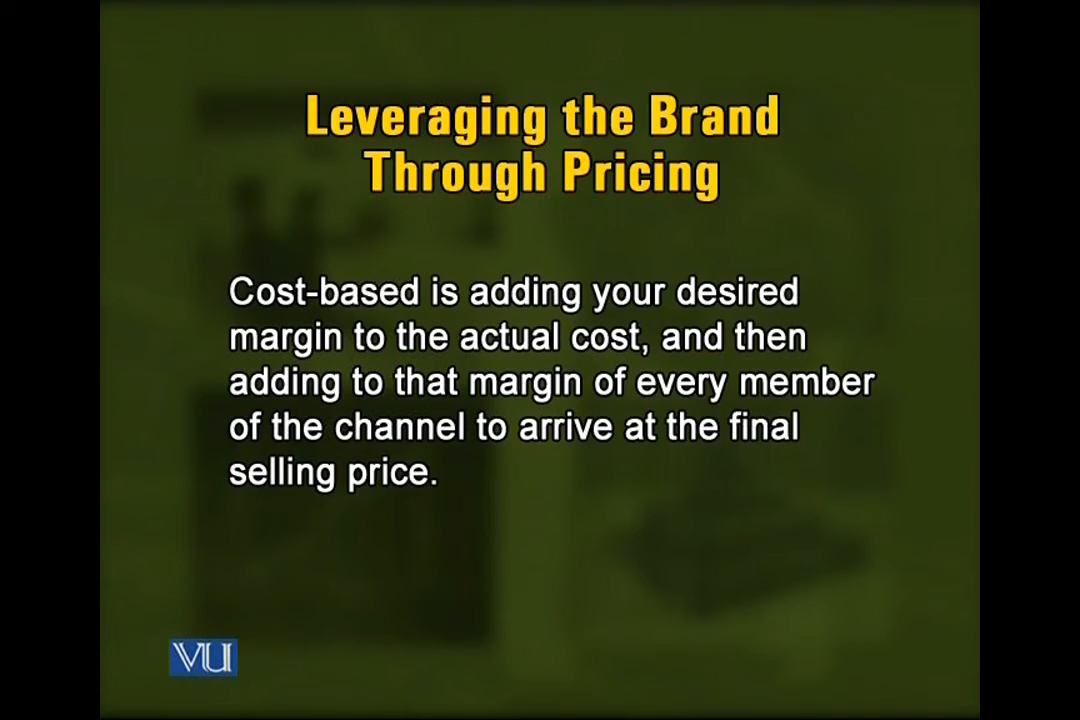 Leveraging the Brand
Through Pricing
Cost-based is adding your desired
margin to the actual cost, and then
adding to that margin of every member
of the channel to arrive at the final
selling price.
VU